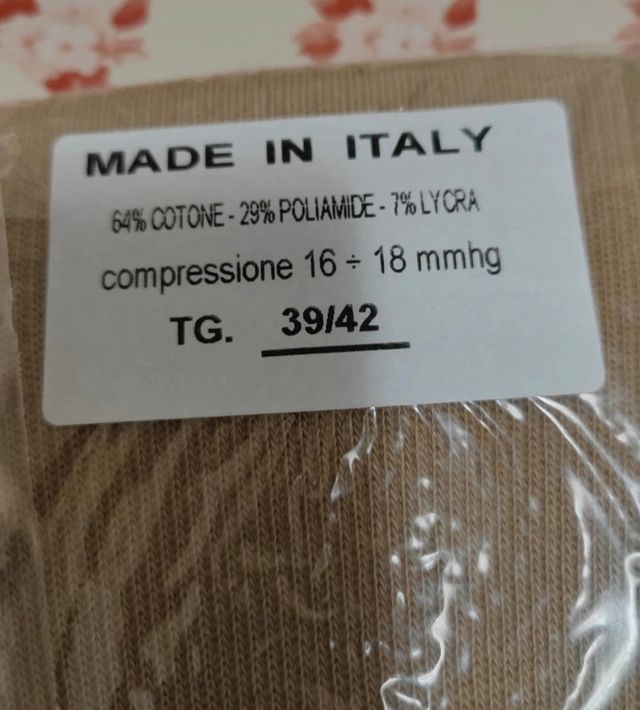 MADE IN ITALY
64% COTONE - 29% POLIAMIDE - 7% LYCRA
compressione 16 ÷ 18 mmhg
TG. 39/42